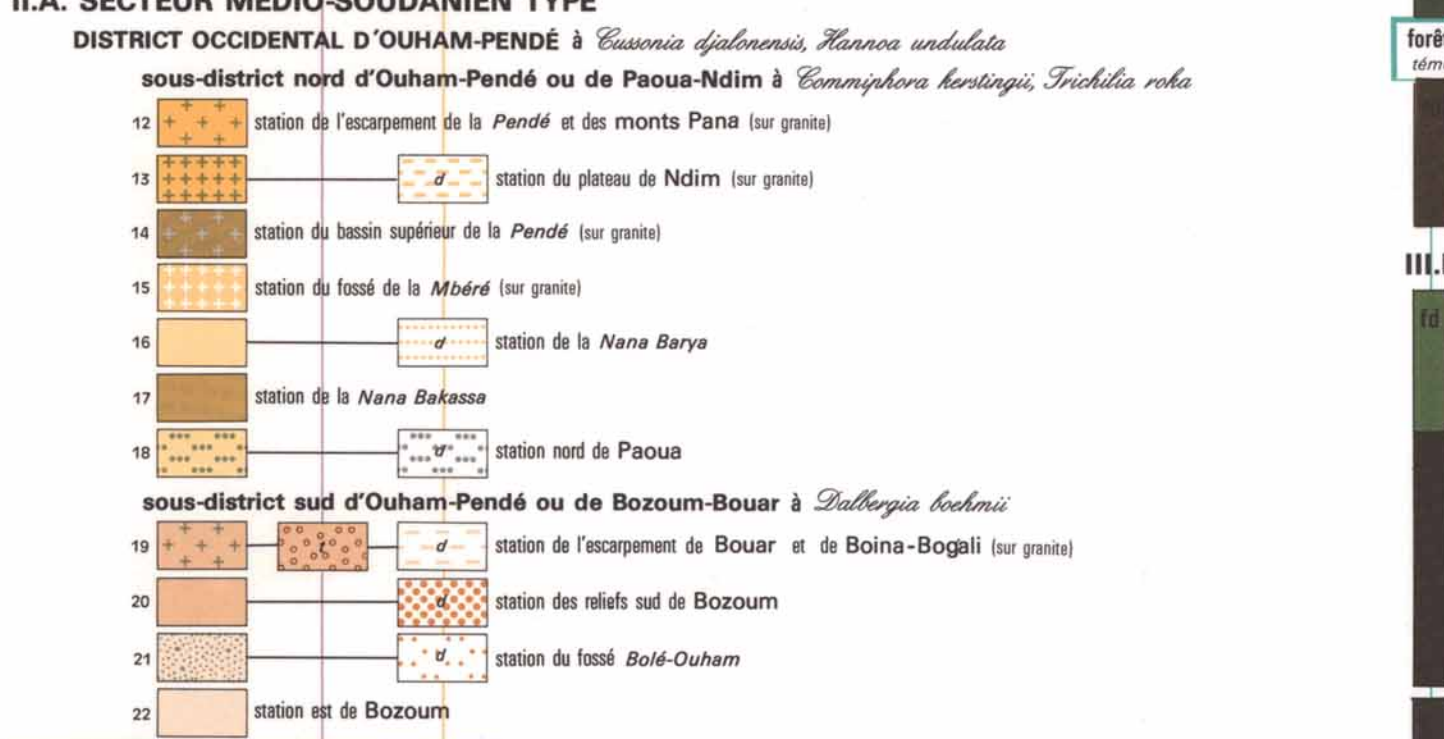 II.A. SECTEUR MEDIO-SOUDANIEN TYPE
DISTRICT OCCIDENTAL D'OUHAM-PENDÉ à Cussonia djalonensis, Hannoa undulata
sous-district nord d'Ouham-Pendé ou de Paoua-Ndim à Commiphora kerstingii, Trichilia roka
12 station de l'escarpement de la Pendé et des monts Pana (sur granite)
13 d station du plateau de Ndim (sur granite)
14 station du bassin supérieur de la Pendé (sur granite)
15 station du fossé de la Mbéré (sur granite)
16 d station de la Nana Barya
17 station de la Nana Bakassa
18 d station nord de Paoua
sous-district sud d'Ouham-Pendé ou de Bozoum-Bouar à Dalbergia boehmii
19 t d station de l'escarpement de Bouar et de Boina-Bogali (sur granite)
20 d station des reliefs sud de Bozoum
21 d station du fossé Bolé-Ouham
22 station est de Bozoum
forê
tém
III.
fd